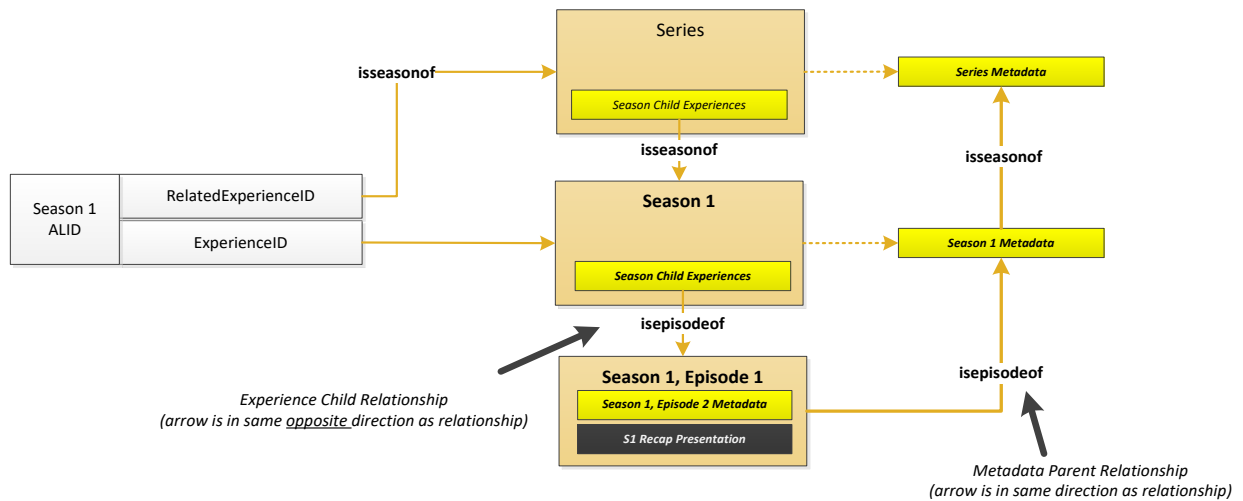 Series
isseasonof
Series Metadata
Season Child Experiences
isseasonof
isseasonof
Season 1
ALID
RelatedExperienceID
ExperienceID
Season 1
Season 1 Metadata
Season Child Experiences
isepisodeof
Season 1, Episode 1
isepisodeof
Season 1, Episode 2 Metadata
S1 Recap Presentation
Experience Child Relationship
(arrow is in same opposite direction as relationship)
Metadata Parent Relationship
(arrow is in same direction as relationship)